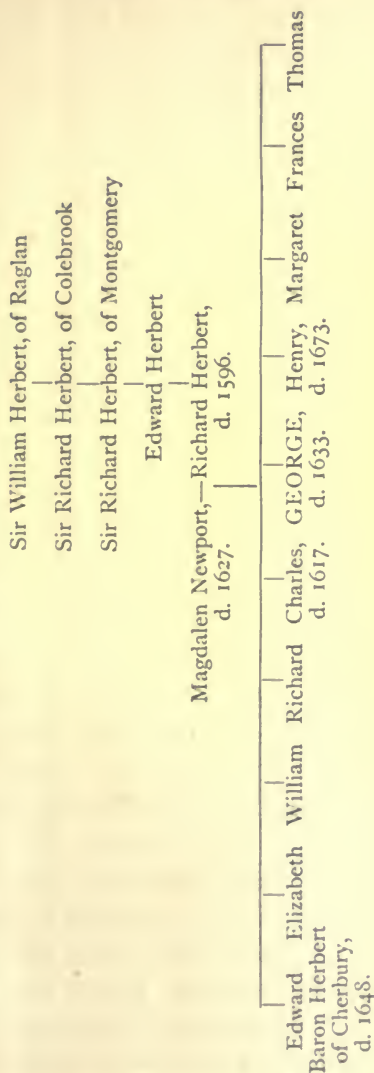 Sir William Herbert, of Raglan
Sir Richard Herbert, of Colebrook
Sir Richard Herbert, of Montgomery
Edward Herbert
Magdalen Newport,—Richard Herbert,
d. 1627. d. 1596.
Edward Elizabeth William Richard Charles, GEORGE, Henry, Margaret Frances Thomas
Baron Herbert d. 1617. d. 1633. d. 1673.
of Cherbury,
d. 1648.